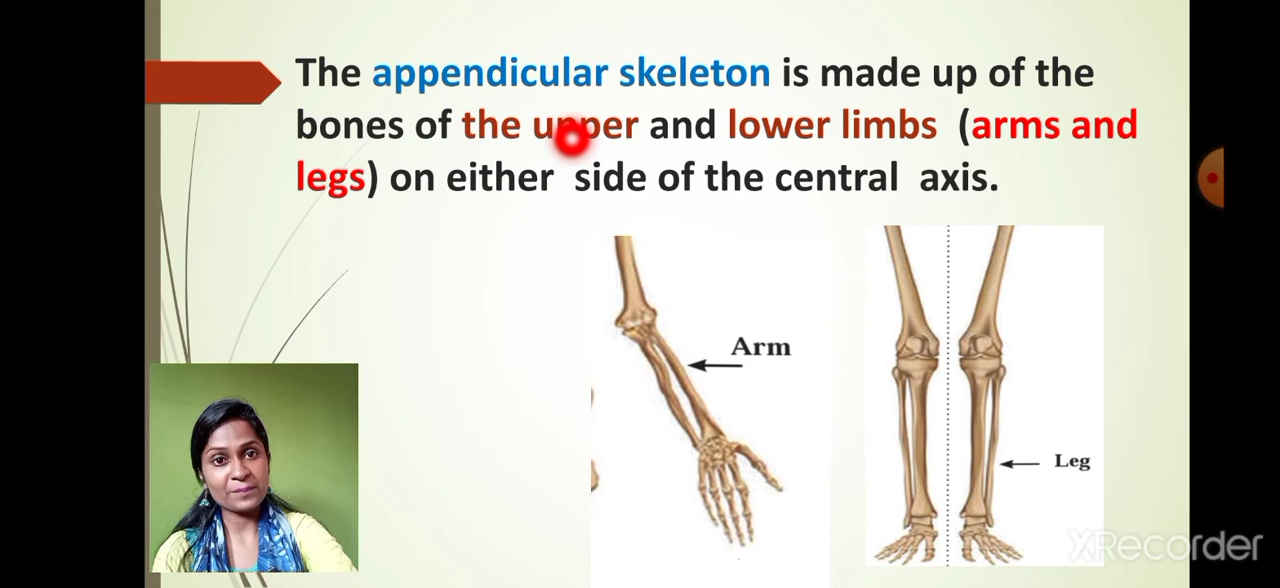 The appendicular skeleton is made up of the
bones of the upper and lower limbs (arms and
legs) on either side of the central axis.
Arm
Leg
XRecorder